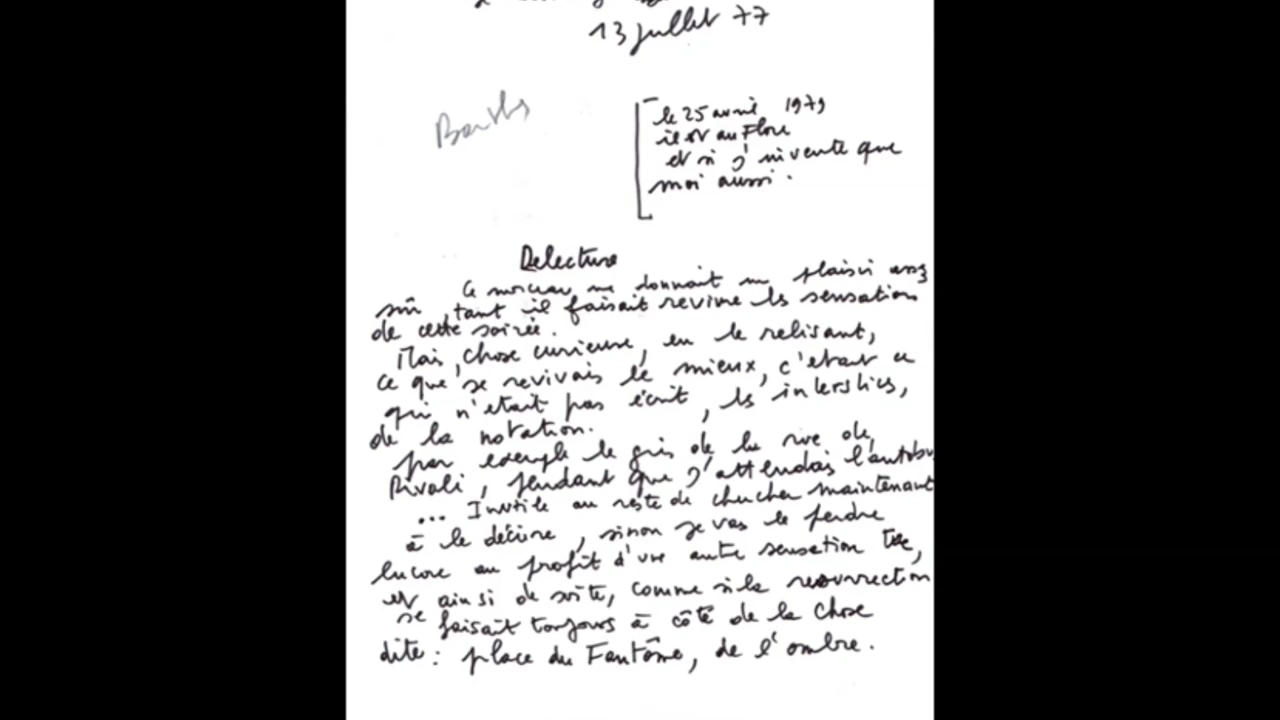 13 juillet 77
Barthes
le 25 avril 1979
il est au Flore
et si j'invente que
moi aussi.
Relecture
Ce morceau me donnait un plaisir assez
sûr, tant il faisait revivre les sensations
de cette soirée.
Mais, chose curieuse, en le relisant,
ce que je revivais le mieux, c'etait ce
qui n'etait pas écrit, les interstices,
de la notation.
par exemple le gris de la rue de
Rivoli, pendant que j'attendais l'autobus
... Inutile au reste de chercher maintenant
à le décrire, sinon je vais le perdre
encore au profit d'une autre sensation tue,
et ainsi de suite, comme si la resurrection
se faisait toujours à côté de la chose
dite : place du Fantôme, de l'ombre.